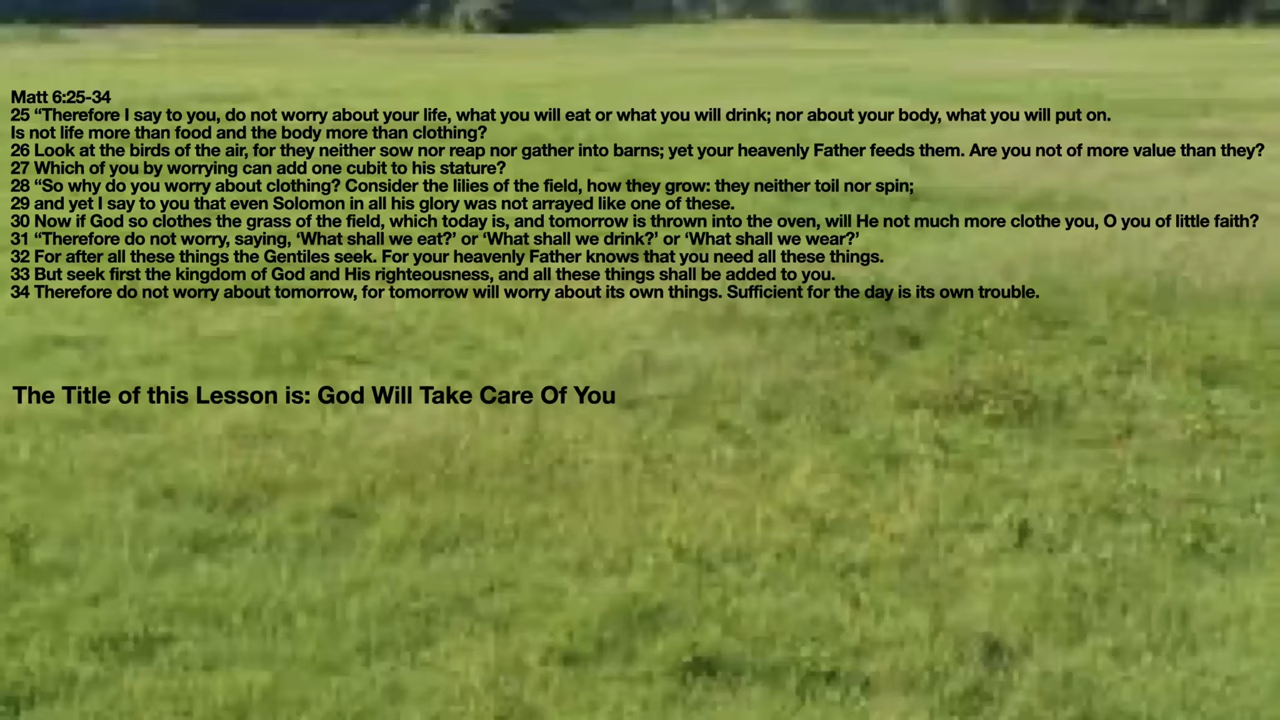 Matt 6:25-34
25 “Therefore I say to you, do not worry about your life, what you will eat or what you will drink; nor about your body, what you will put on.
Is not life more than food and the body more than clothing?
26 Look at the birds of the air, for they neither sow nor reap nor gather into barns; yet your heavenly Father feeds them. Are you not of more value than they?
27 Which of you by worrying can add one cubit to his stature?
28 “So why do you worry about clothing? Consider the lilies of the field, how they grow: they neither toil nor spin;
29 and yet I say to you that even Solomon in all his glory was not arrayed like one of these.
30 Now if God so clothes the grass of the field, which today is, and tomorrow is thrown into the oven, will He not much more clothe you, O you of little faith?
31 “Therefore do not worry, saying, ‘What shall we eat?’ or ‘What shall we drink?’ or ‘What shall we wear?’
32 For after all these things the Gentiles seek. For your heavenly Father knows that you need all these things.
33 But seek first the kingdom of God and His righteousness, and all these things shall be added to you.
34 Therefore do not worry about tomorrow, for tomorrow will worry about its own things. Sufficient for the day is its own trouble.
The Title of this Lesson is: God Will Take Care Of You